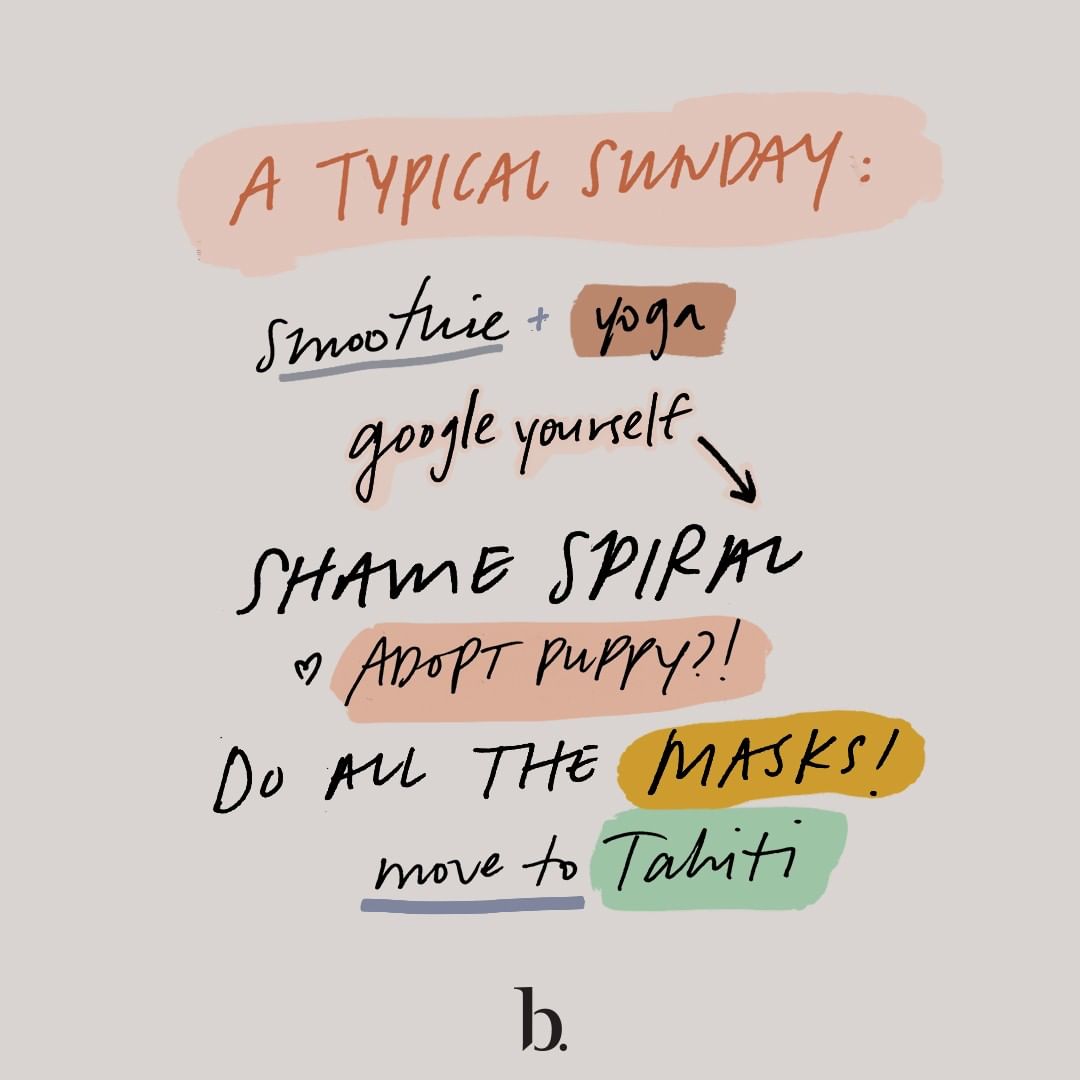 A TYPICAL SUNDAY:
smoothie + yoga
google yourself
SHAME SPIRAL
ADOPT PUPPY?!
DO ALL THE MASKS!
move to Tahiti
b.